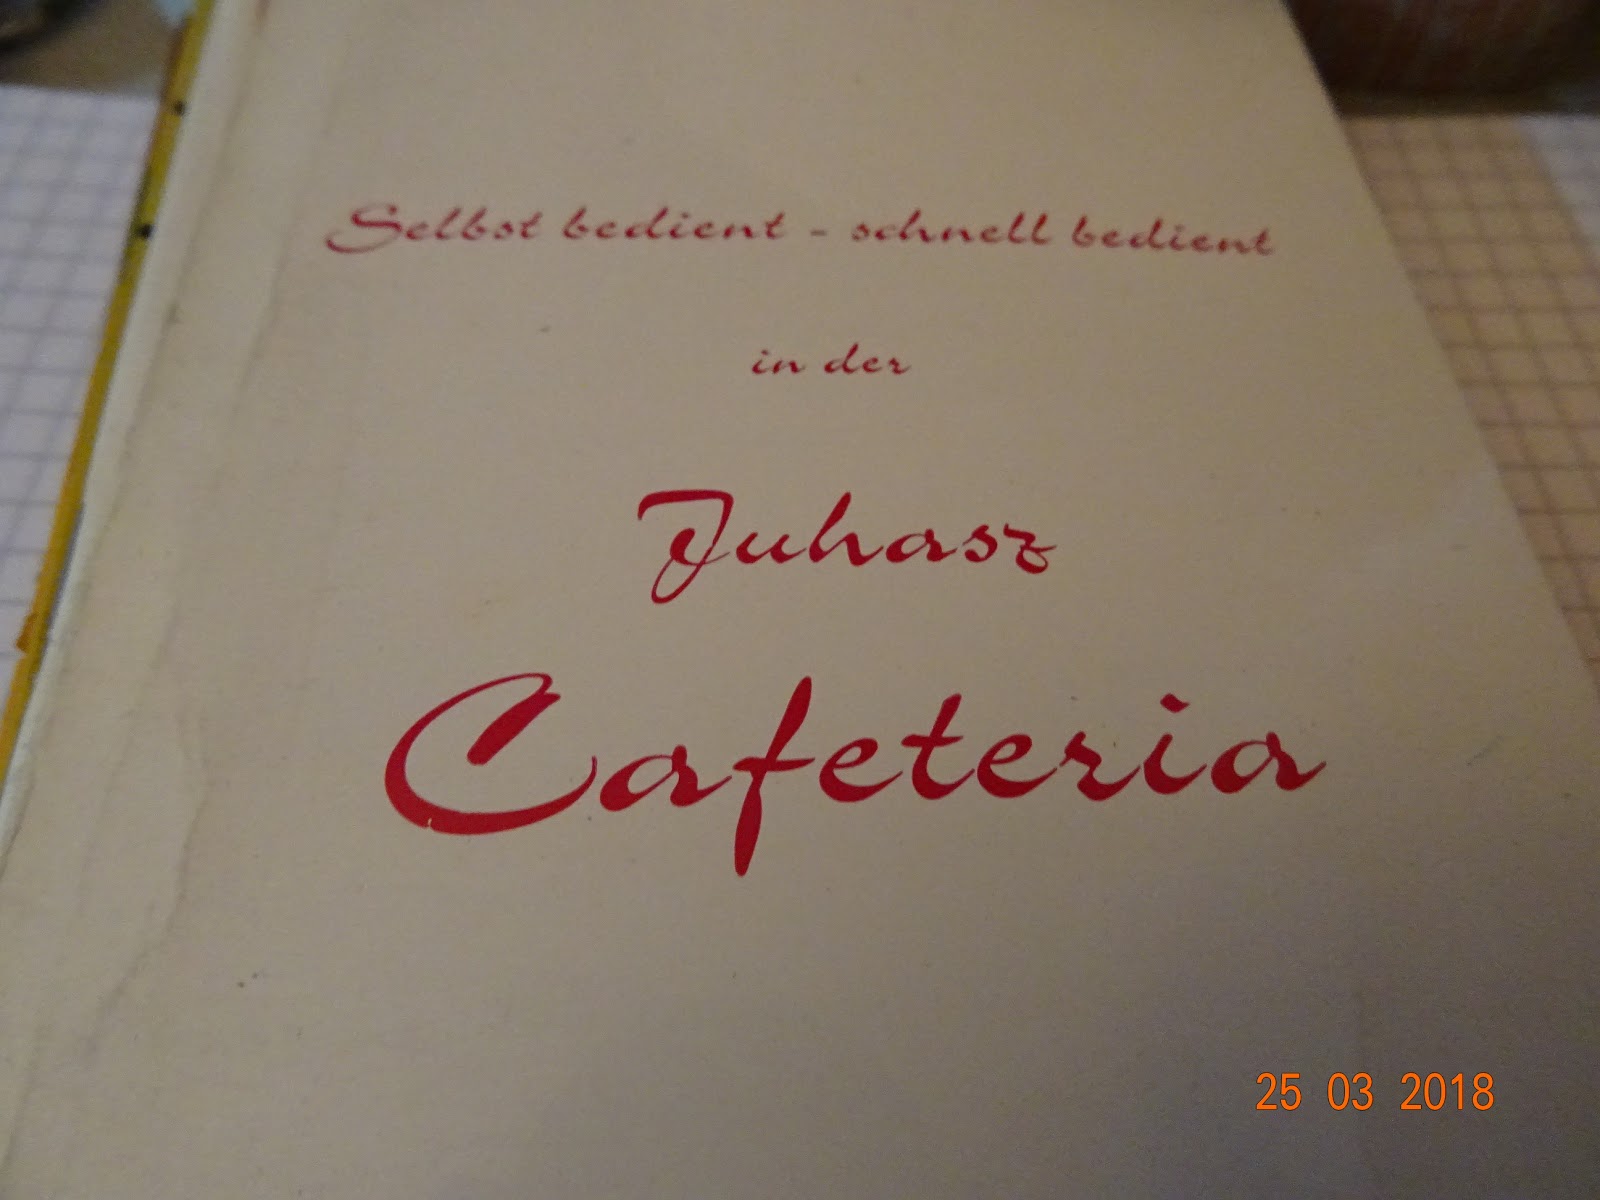 Selbst bedient - schnell bedient
in der
Juhasz
Cafeteria
25 03 2018